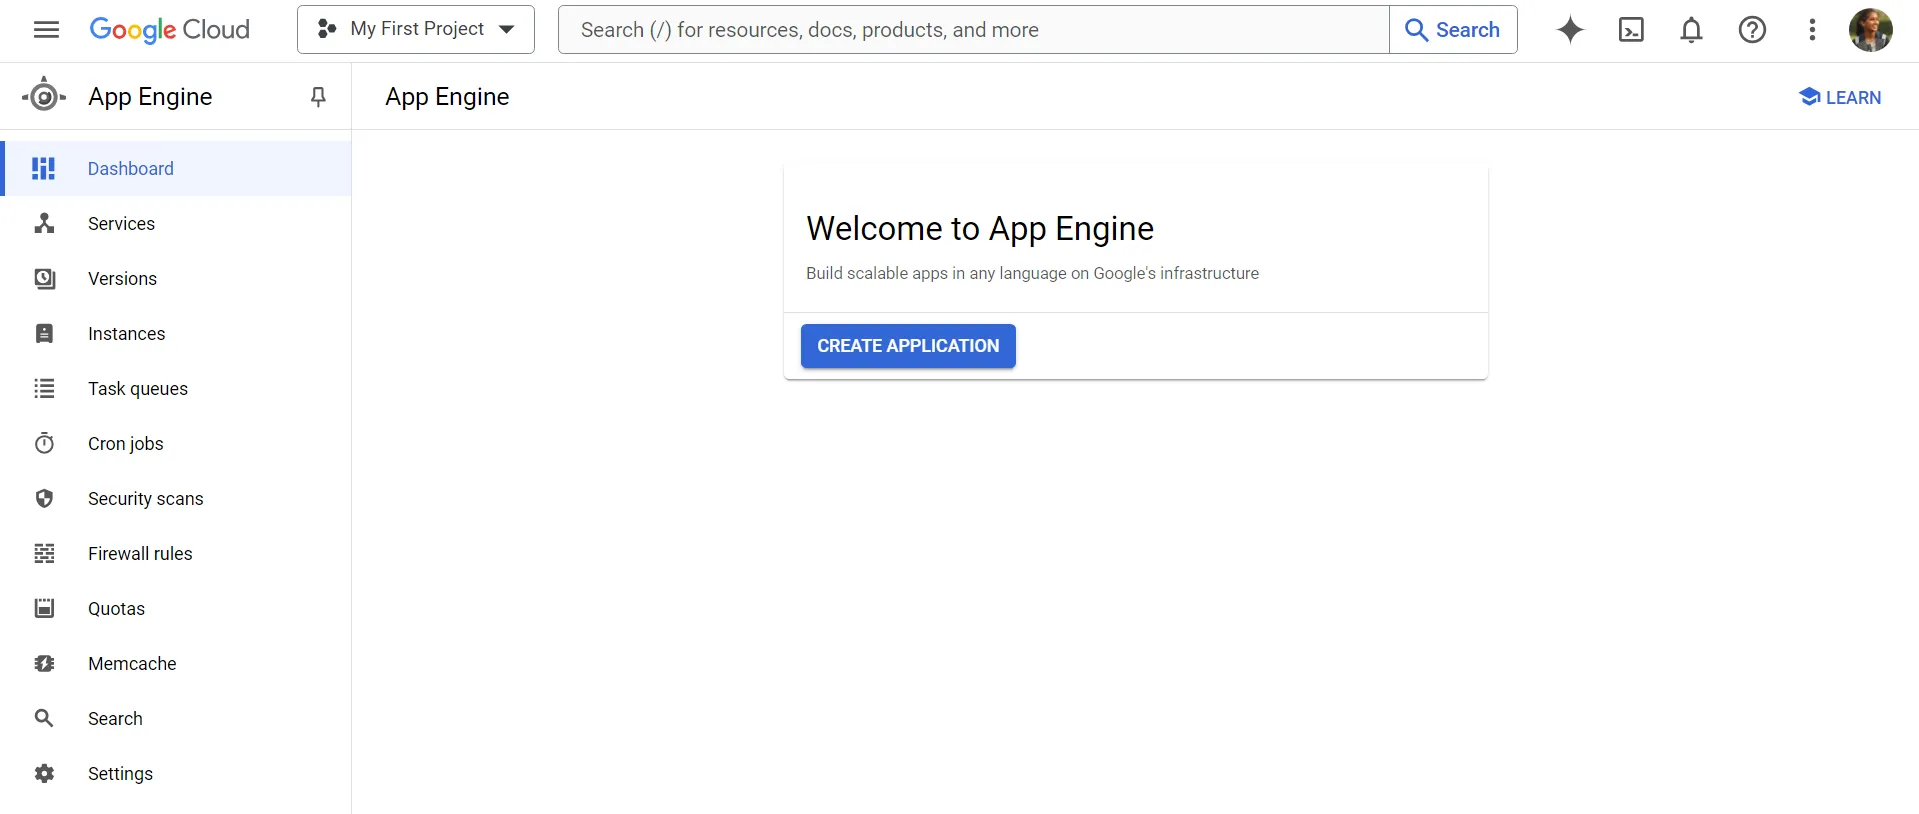 Google Cloud
My First Project
Search (/) for resources, docs, products, and more
Search
App Engine
App Engine
LEARN
Dashboard
Services
Versions
Instances
Task queues
Cron jobs
Security scans
Firewall rules
Quotas
Memcache
Search
Settings
Welcome to App Engine
Build scalable apps in any language on Google's infrastructure
CREATE APPLICATION